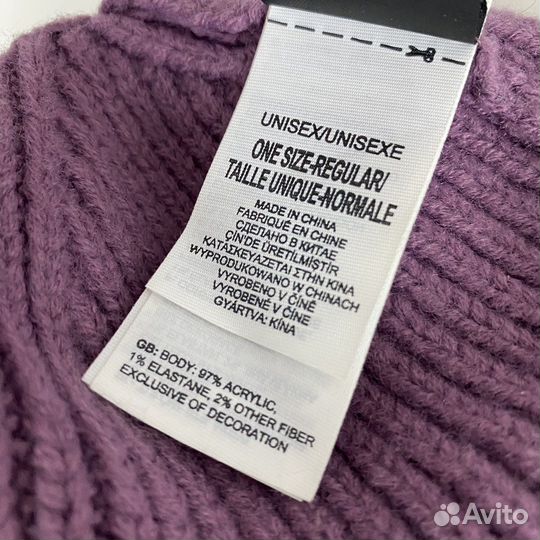 UNISEX/UNISEXE
ONE SIZE-REGULAR/
TAILLE UNIQUE-NORMALE
MADE IN CHINA
FABRIQUÉ EN CHINE
СДЕЛАНО В КИТАЕ
ÇİN'DE ÜRETİLMİŞTİR
ΚΑΤΑΣΚΕΥΑΖΕΤΑΙ ΣΤΗΝ ΚΙΝΑ
WYPRODUKOWANO W CHINACH
VYROBENO V ČÍNĚ
VYROBENÉ V ČÍNE
GYÁRTVA: KÍNA
GB: BODY: 97% ACRYLIC,
1% ELASTANE, 2% OTHER FIBER
EXCLUSIVE OF DECORATION
Avito